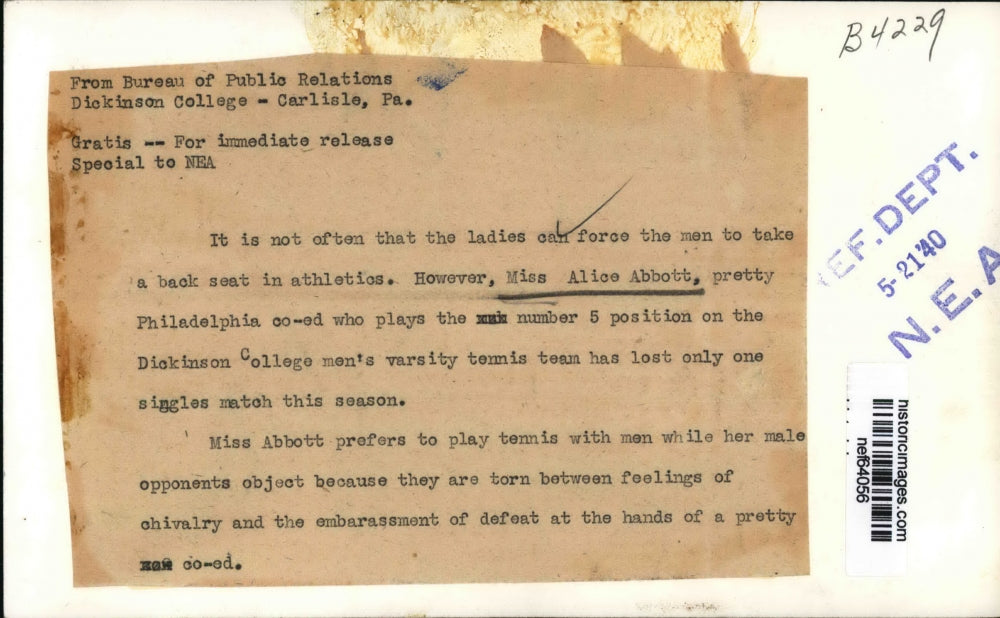 B4229
From Bureau of Public Relations
Dickinson College - Carlisle, Pa.
Gratis -- For immediate release
Special to NEA
It is not often that the ladies can force the men to take
a back seat in athletics. However, Miss Alice Abbott, pretty
Philadelphia co-ed who plays the xxx number 5 position on the
Dickinson College men's varsity tennis team has lost only one
singles match this season.
Miss Abbott prefers to play tennis with men while her male
opponents object because they are torn between feelings of
chivalry and the embarassment of defeat at the hands of a pretty
co-ed.
EF. DEPT.
5-21'40
N. E. A
historicimages.com
nef64056